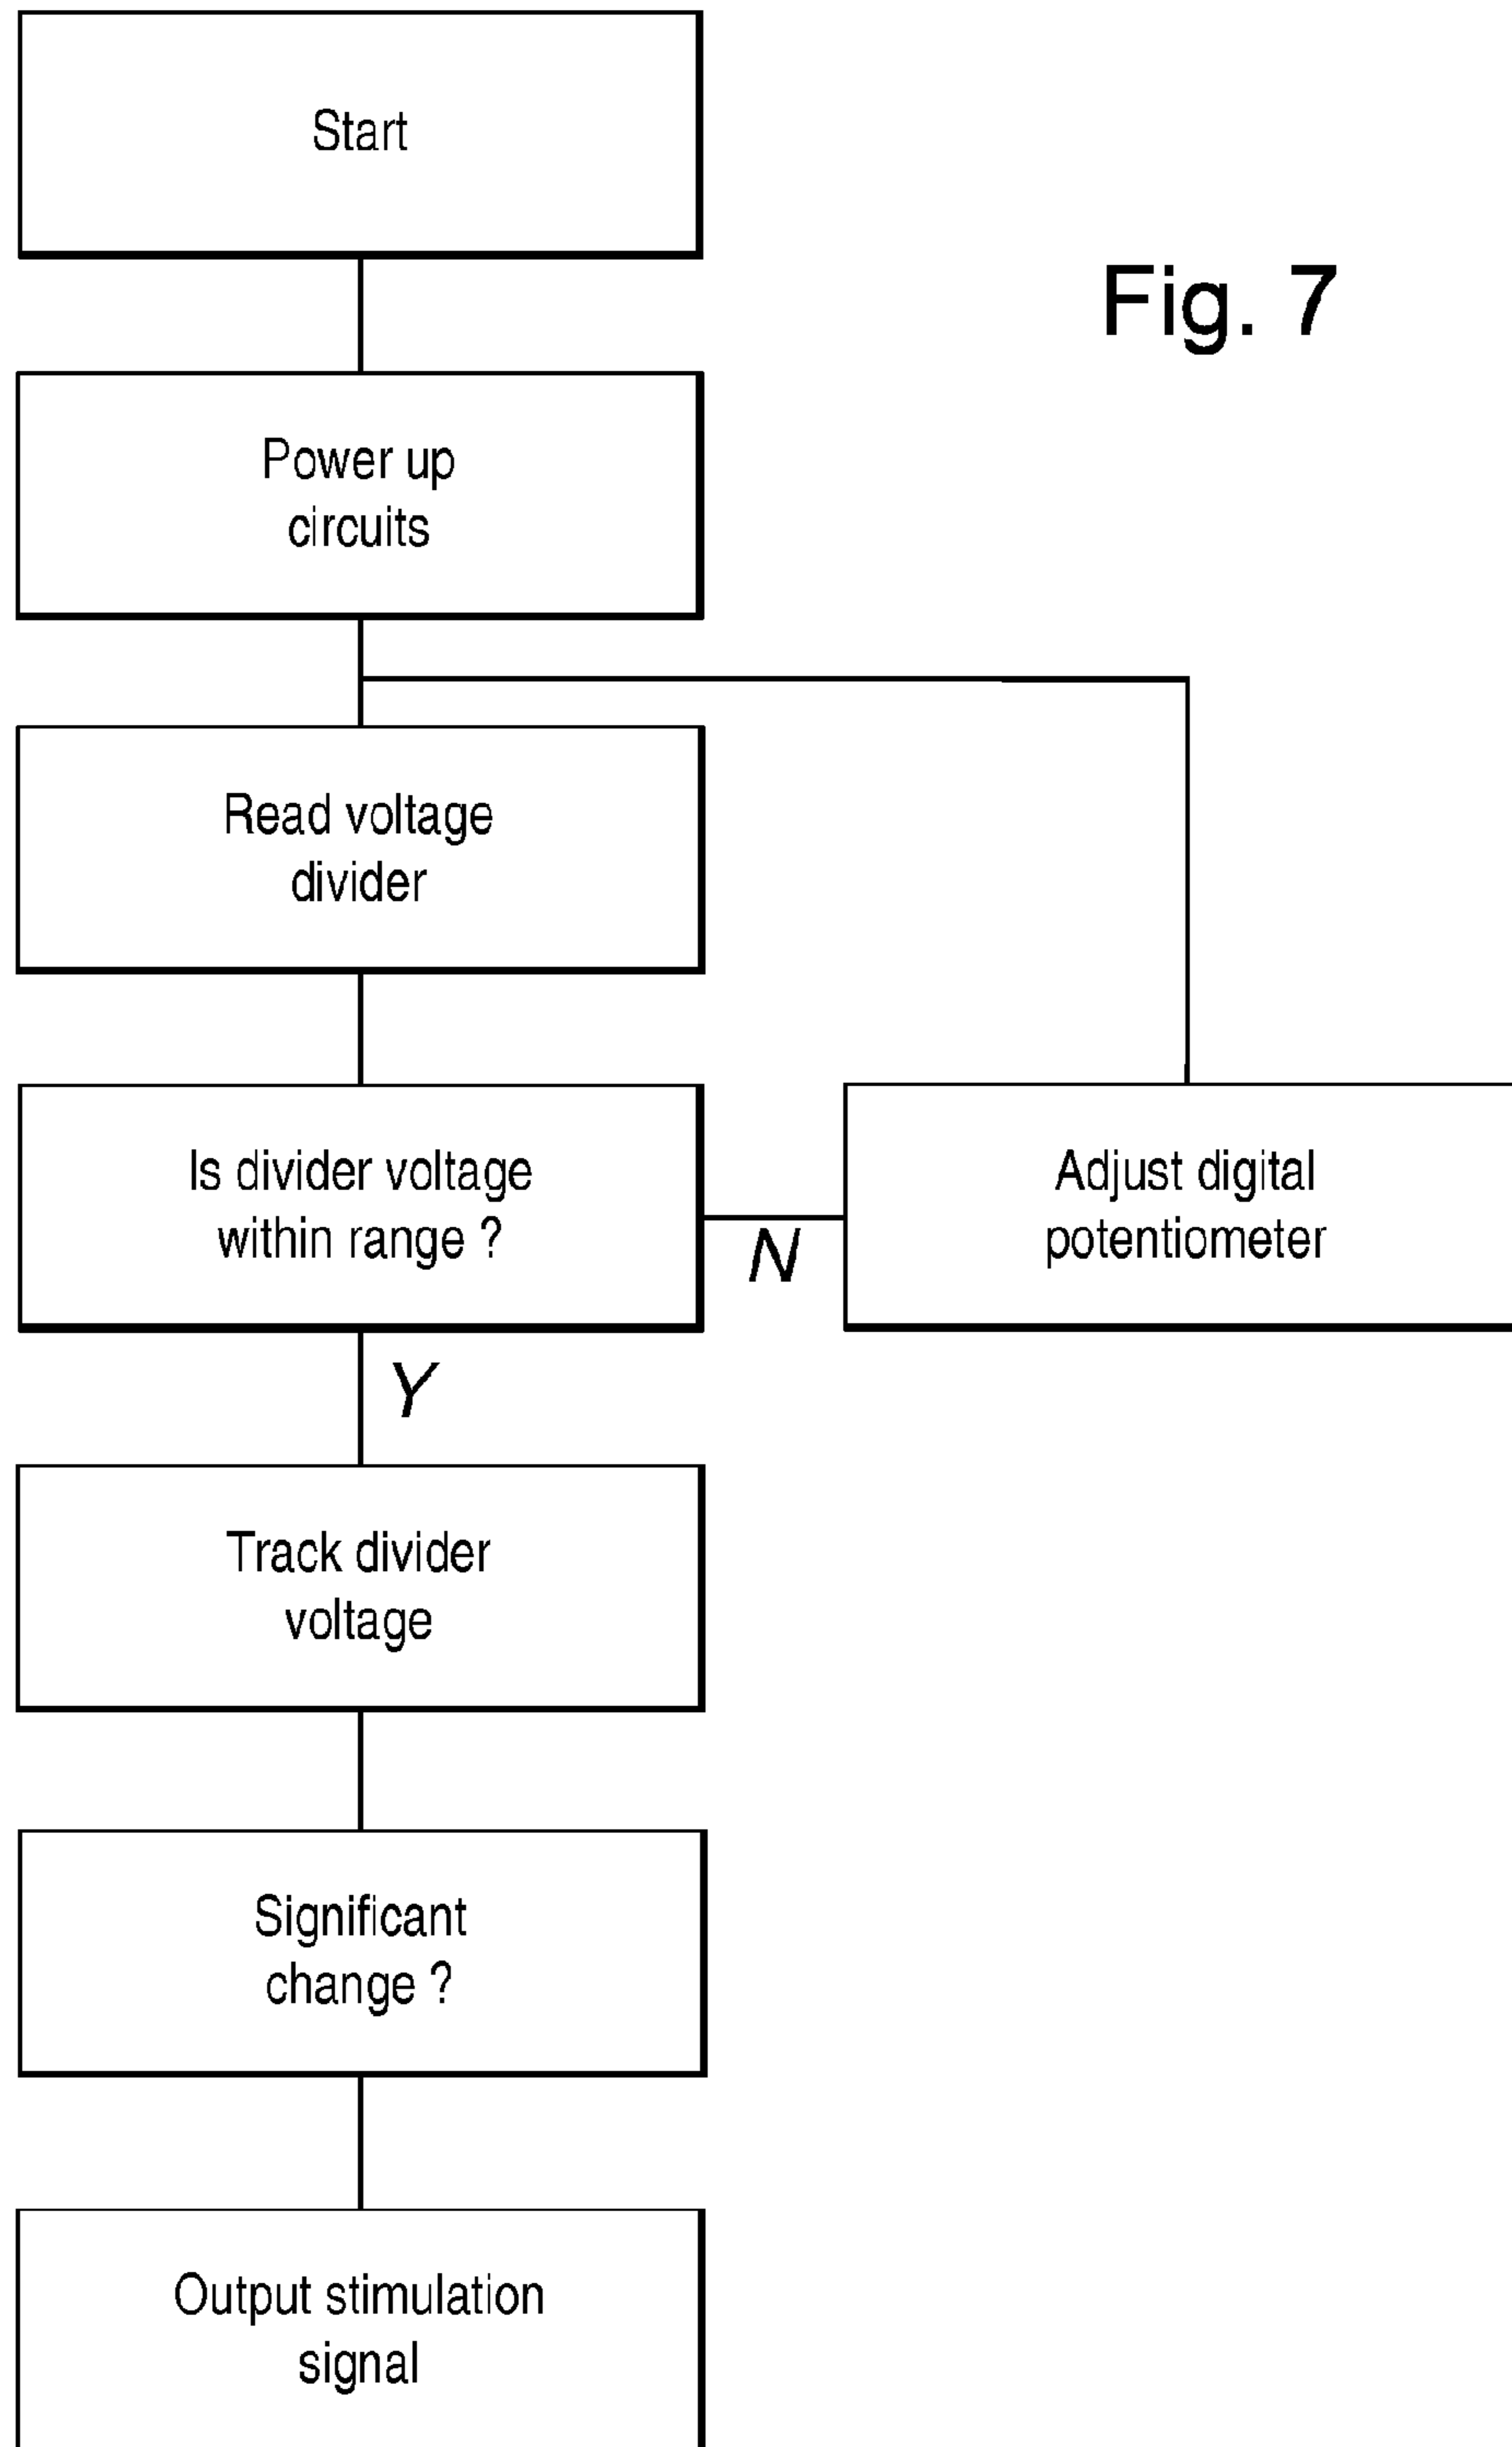 Start
Fig. 7
Power up
circuits
Read voltage
divider
Is divider voltage
within range ?
N
Adjust digital
potentiometer
Y
Track divider
voltage
Significant
change ?
Output stimulation
signal